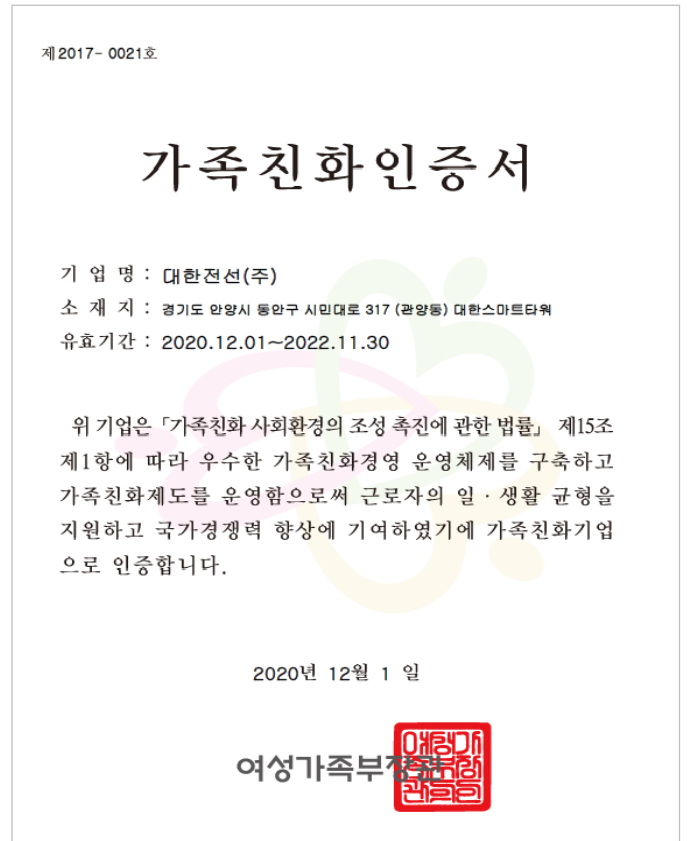 제2017- 0021호
가족친화인증서
기 업 명 : 대한전선(주)
소 재 지 : 경기도 안양시 동안구 시민대로 317 (관양동) 대한스마트타워
유효기간 : 2020.12.01~2022.11.30
위 기업은 「가족친화 사회환경의 조성 촉진에 관한 법률」 제15조
제1항에 따라 우수한 가족친화경영 운영체제를 구축하고
가족친화제도를 운영함으로써 근로자의 일 · 생활 균형을
지원하고 국가경쟁력 향상에 기여하였기에 가족친화기업
으로 인증합니다.
2020년 12월 1 일
여성가족부장관